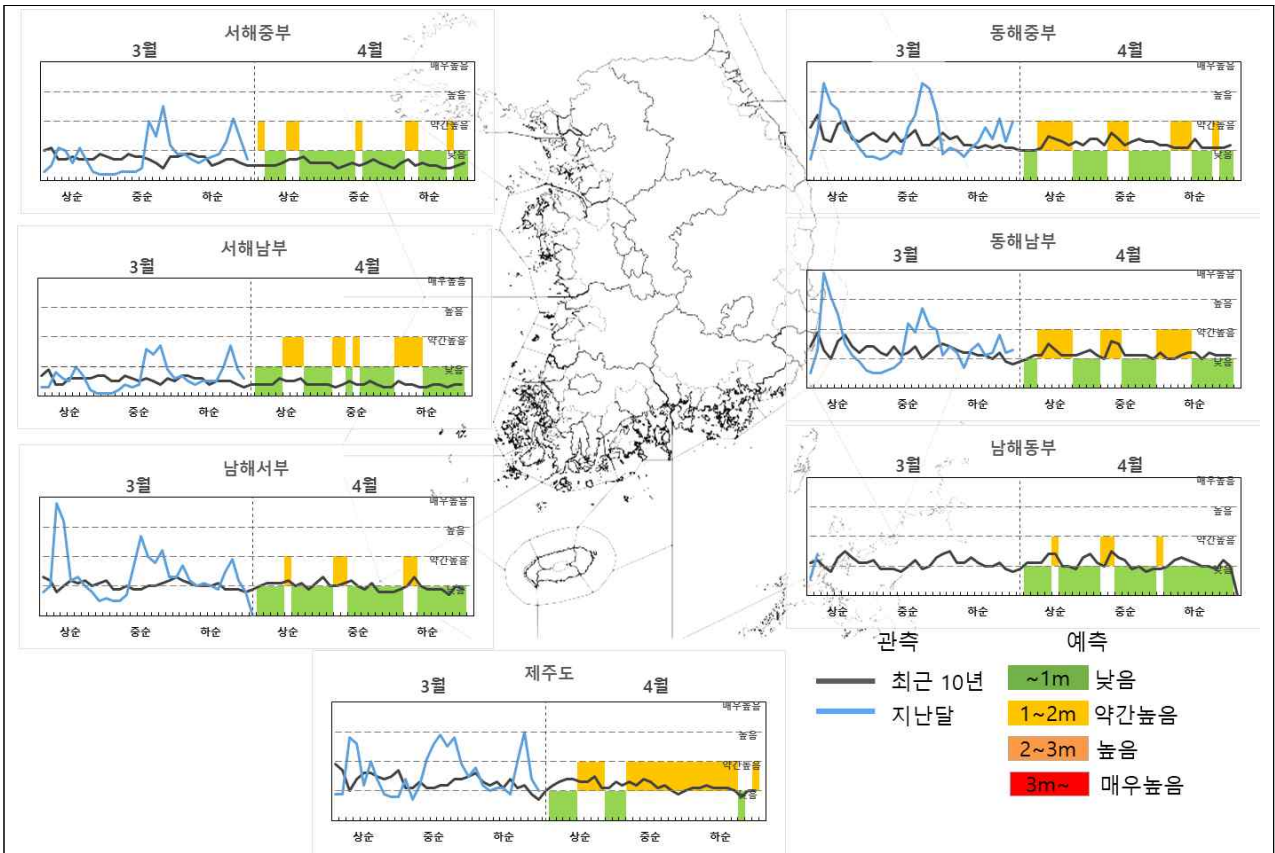 서해중부
3월 4월
매우높음
높음
약간높음
낮음
상순 중순 하순 상순 중순 하순
동해중부
3월 4월
매우높음
높음
약간높음
낮음
상순 중순 하순 상순 중순 하순
서해남부
3월 4월
매우높음
높음
약간높음
낮음
상순 중순 하순 상순 중순 하순
동해남부
3월 4월
매우높음
높음
약간높음
낮음
상순 중순 하순 상순 중순 하순
남해서부
3월 4월
매우높음
높음
약간높음
낮음
상순 중순 하순 상순 중순 하순
남해동부
3월 4월
매우높음
높음
약간높음
낮음
상순 중순 하순 상순 중순 하순
제주도
3월 4월
매우높음
높음
약간높음
낮음
상순 중순 하순 상순 중순 하순
관측 예측
최근 10년 ~1m 낮음
지난달 1~2m 약간높음
2~3m 높음
3m~ 매우높음